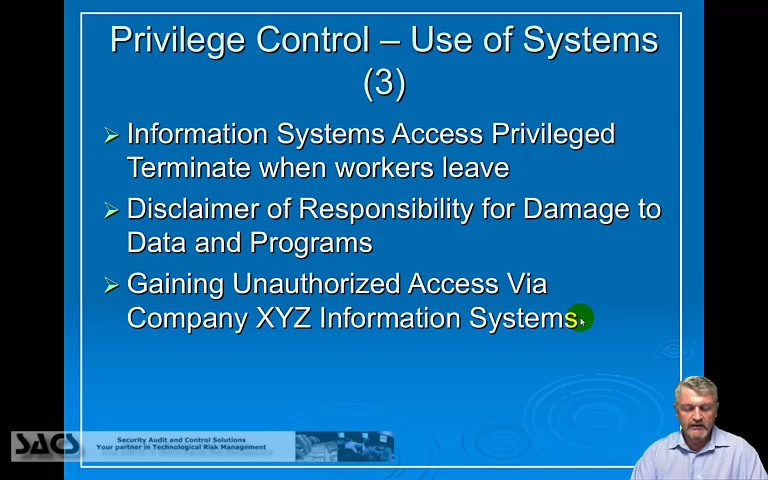 Privilege Control – Use of Systems
(3)
Information Systems Access Privileged
Terminate when workers leave
Disclaimer of Responsibility for Damage to
Data and Programs
Gaining Unauthorized Access Via
Company XYZ Information Systems
SACS
Security Audit and Control Solutions
Your partner in Technological Risk Management